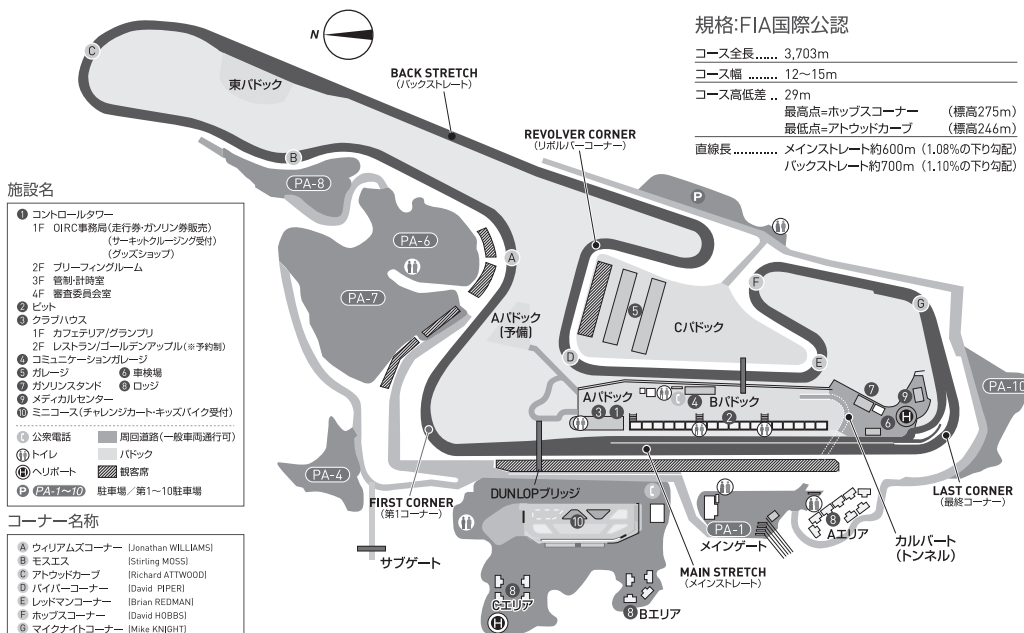 規格:FIA国際公認
コース全長...... 3,703m
コース幅 ....... 12～15m
コース高低差 .. 29m
最高点=ホッブスコーナー （標高275m）
最低点=アトウッドカーブ （標高246m）
直線長........... メインストレート約600m（1.08%の下り勾配）
バックストレート約700m（1.10%の下り勾配）
N
C
東パドック
BACK STRETCH
（バックストレート）
REVOLVER CORNER
（リボルバーコーナー）
B
PA-8
P
PA-6
A
PA-7
F
G
Aパドック
（予備）
5
Cパドック
D
E
PA-10
Aパドック
3 1
4
Bパドック
2
7
9
6
H
PA-4
FIRST CORNER
（第1コーナー）
DUNLOPブリッジ
10
LAST CORNER
（最終コーナー）
PA-1
メインゲート
8
Aエリア
カルバート
（トンネル）
サブゲート
MAIN STRETCH
（メインストレート）
8
Cエリア
H
8 Bエリア
施設名
1 コントロールタワー
1F OIRC事務局(走行券・ガソリン券販売)
(サーキットクルージング受付)
(グッズショップ)
2F ブリーフィングルーム
3F 管制・計時室
4F 審査委員会室
2 ピット
3 クラブハウス
1F カフェテリア/グランプリ
2F レストラン/ゴールデンアップル(※予約制)
4 コミュニケーションガレージ
5 ガレージ 6 車検場
7 ガソリンスタンド 8 ロッジ
9 メディカルセンター
10 ミニコース(チャレンジカート・キッズバイク受付)
公衆電話 周回道路(一般車両通行可)
トイレ パドック
H ヘリポート 観客席
P PA-1～10 駐車場／第1～10駐車場
コーナー名称
A ウィリアムズコーナー (Jonathan WILLIAMS)
B モスエス (Stirling MOSS)
C アトウッドカーブ (Richard ATTWOOD)
D パイパーコーナー (David PIPER)
E レッドマンコーナー (Brian REDMAN)
F ホッブスコーナー (David HOBBS)
G マイクナイトコーナー (Mike KNIGHT)